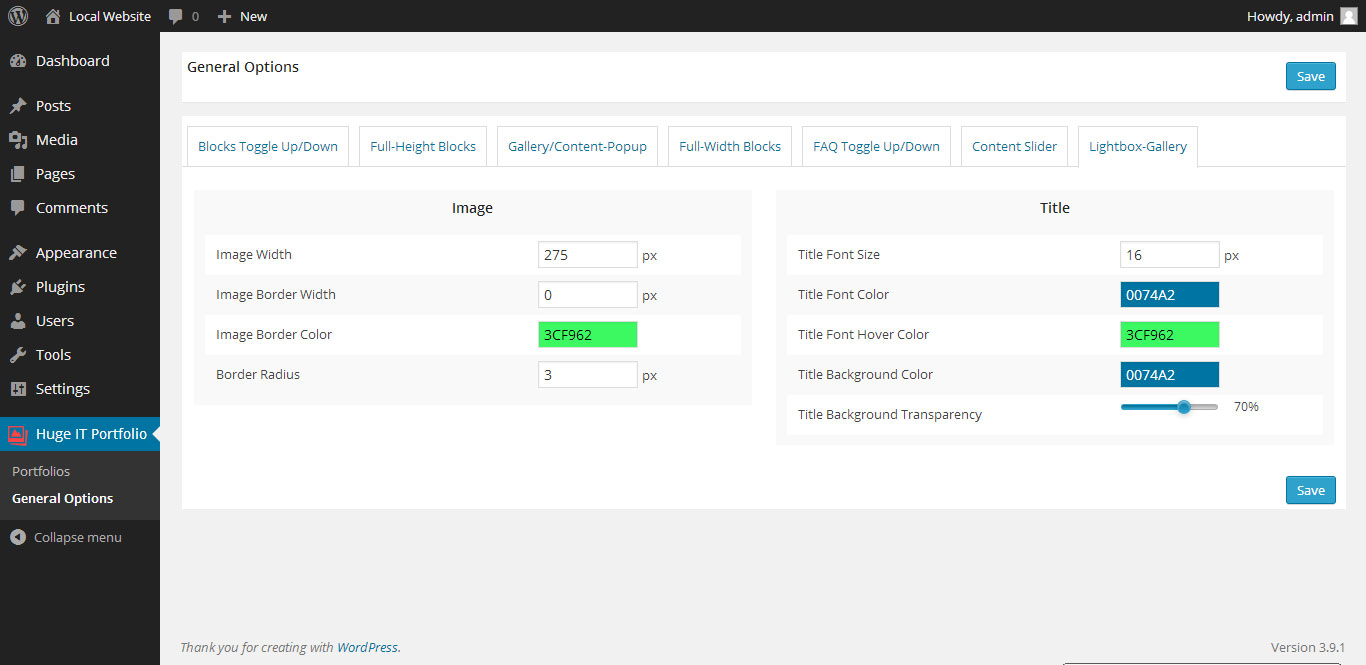 Local Website 0 New Howdy, admin
Dashboard
Posts
Media
Pages
Comments
Appearance
Plugins
Users
Tools
Settings
Huge IT Portfolio
Portfolios
General Options
Collapse menu
General Options
Save
Blocks Toggle Up/Down Full-Height Blocks Gallery/Content-Popup Full-Width Blocks FAQ Toggle Up/Down Content Slider Lightbox-Gallery
Image
Image Width 275 px
Image Border Width 0 px
Image Border Color 3CF962
Border Radius 3 px
Title
Title Font Size 16 px
Title Font Color 0074A2
Title Font Hover Color 3CF962
Title Background Color 0074A2
Title Background Transparency 70%
Save
Thank you for creating with WordPress. Version 3.9.1